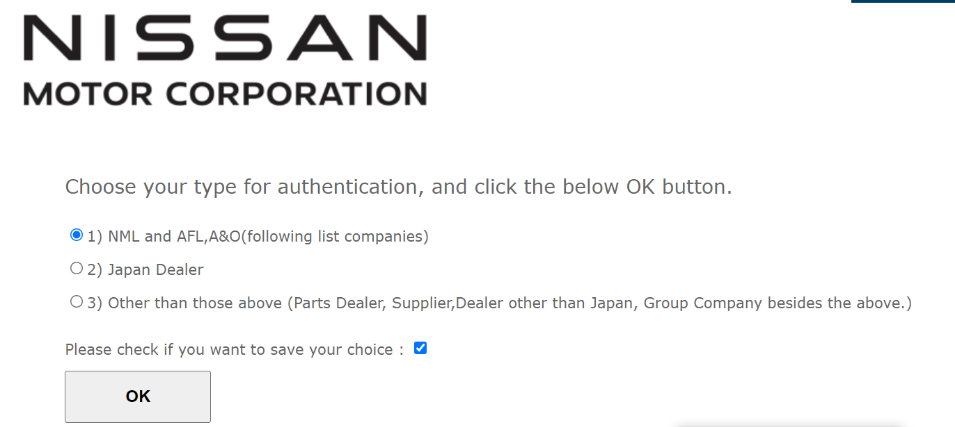 NISSAN
MOTOR CORPORATION
Choose your type for authentication, and click the below OK button.
1) NML and AFL,A&O(following list companies)
2) Japan Dealer
3) Other than those above (Parts Dealer, Supplier,Dealer other than Japan, Group Company besides the above.)
Please check if you want to save your choice :
OK